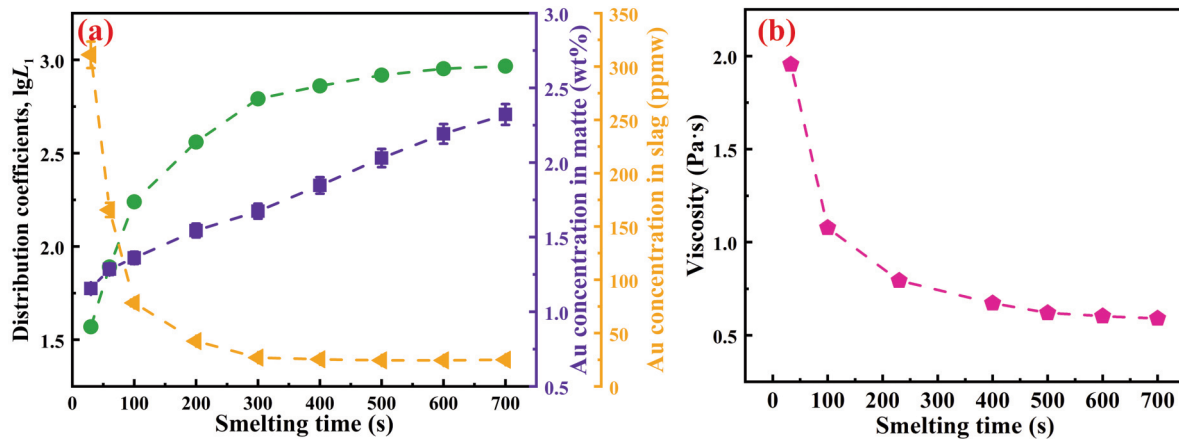 (a)
Distribution coefficients, lgL₁
3.0
2.5
2.0
1.5
0 100 200 300 400 500 600 700
Smelting time (s)
3.0
2.5
2.0
1.5
1.0
0.5
Au concentration in matte (wt%)
350
300
250
200
150
100
50
0
Au concentration in slag (ppmw)
(b)
Viscosity (Pa·s)
2.0
1.5
1.0
0.5
0 100 200 300 400 500 600 700
Smelting time (s)